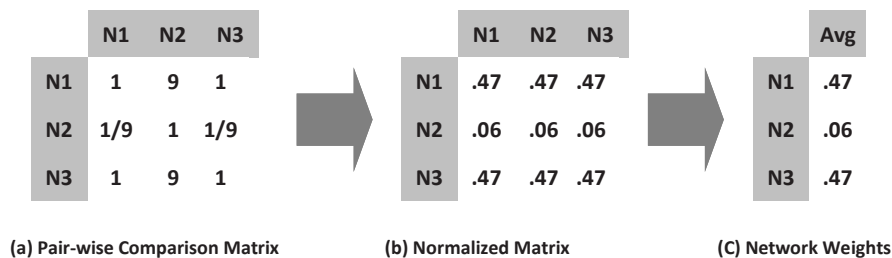 N1 N2 N3 N1 N2 N3 Avg
N1 1 9 1 N1 .47 .47 .47 N1 .47
N2 1/9 1 1/9 N2 .06 .06 .06 N2 .06
N3 1 9 1 N3 .47 .47 .47 N3 .47
(a) Pair-wise Comparison Matrix (b) Normalized Matrix (C) Network Weights